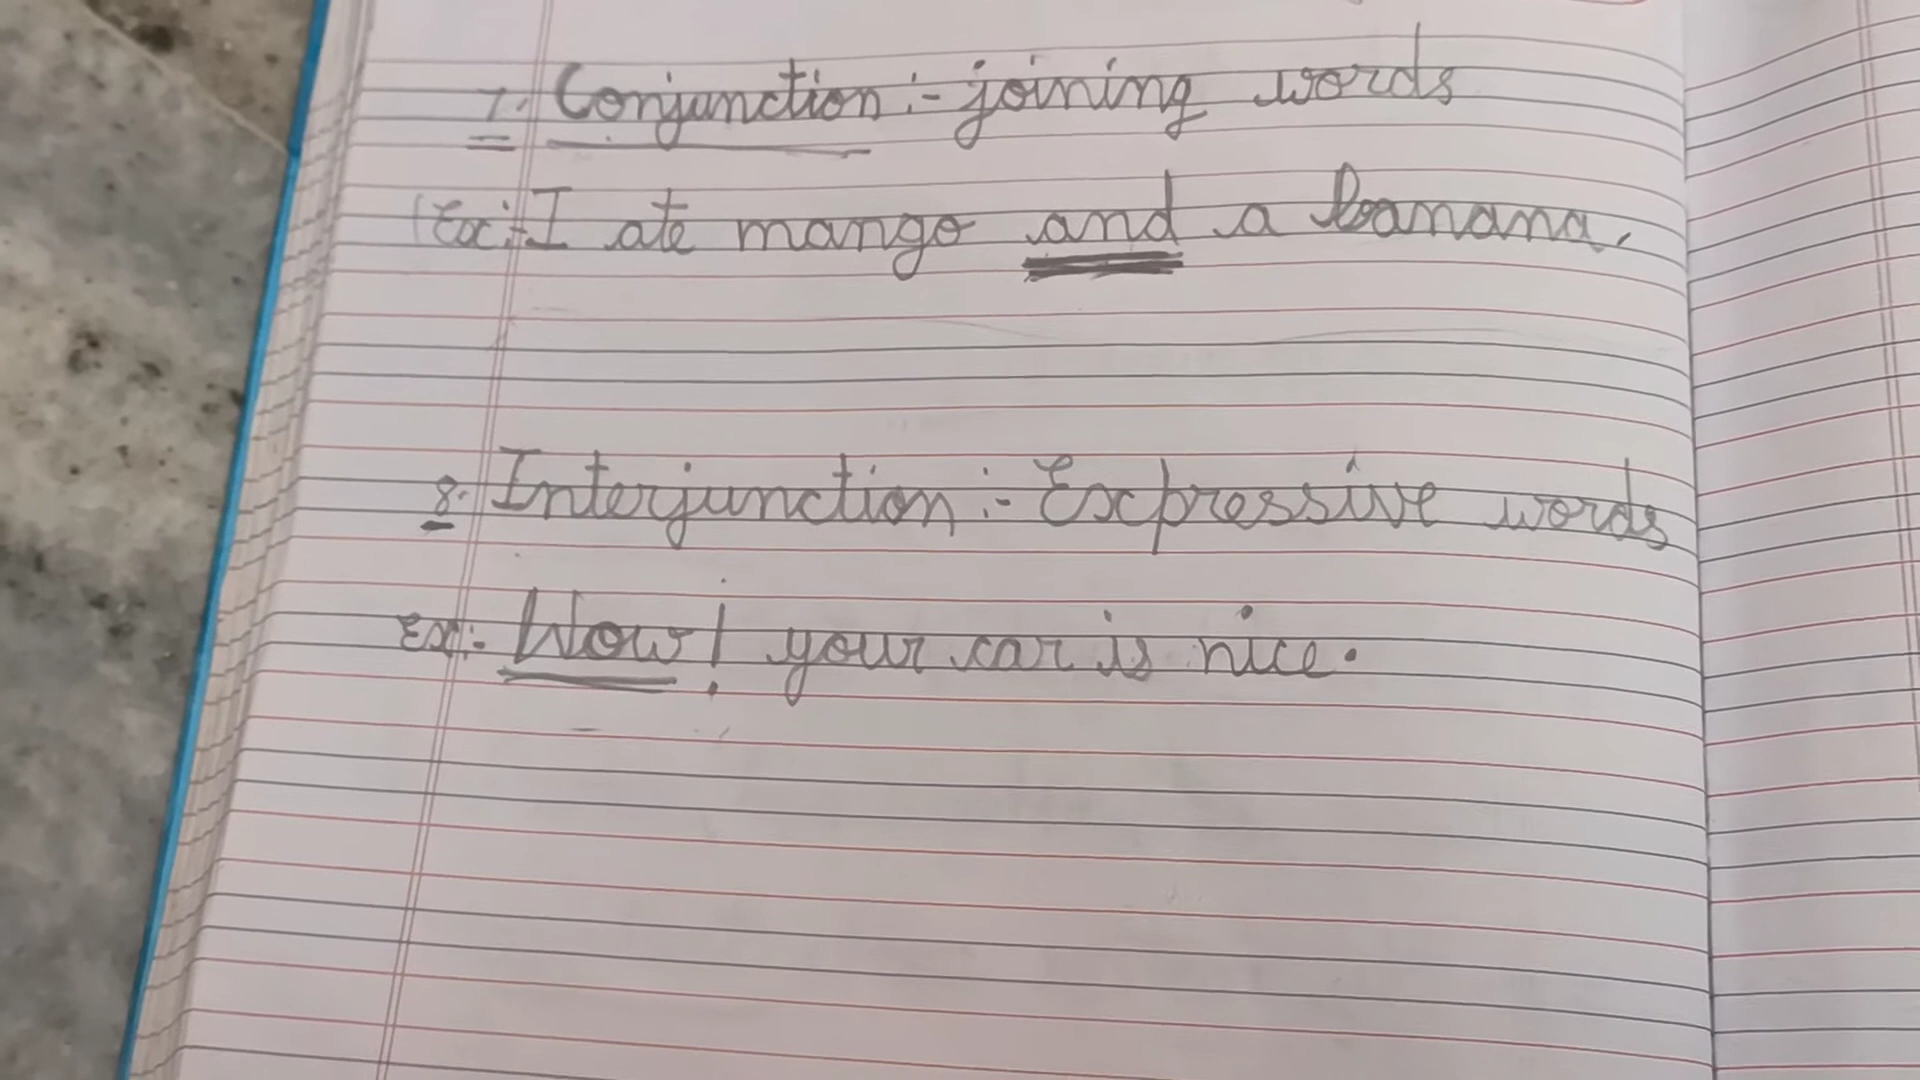 7. Conjunction :- joining words
Ex:- I ate mango and a banana.
8. Interjunction :- Expressive words
Ex:- Wow! your car is nice.